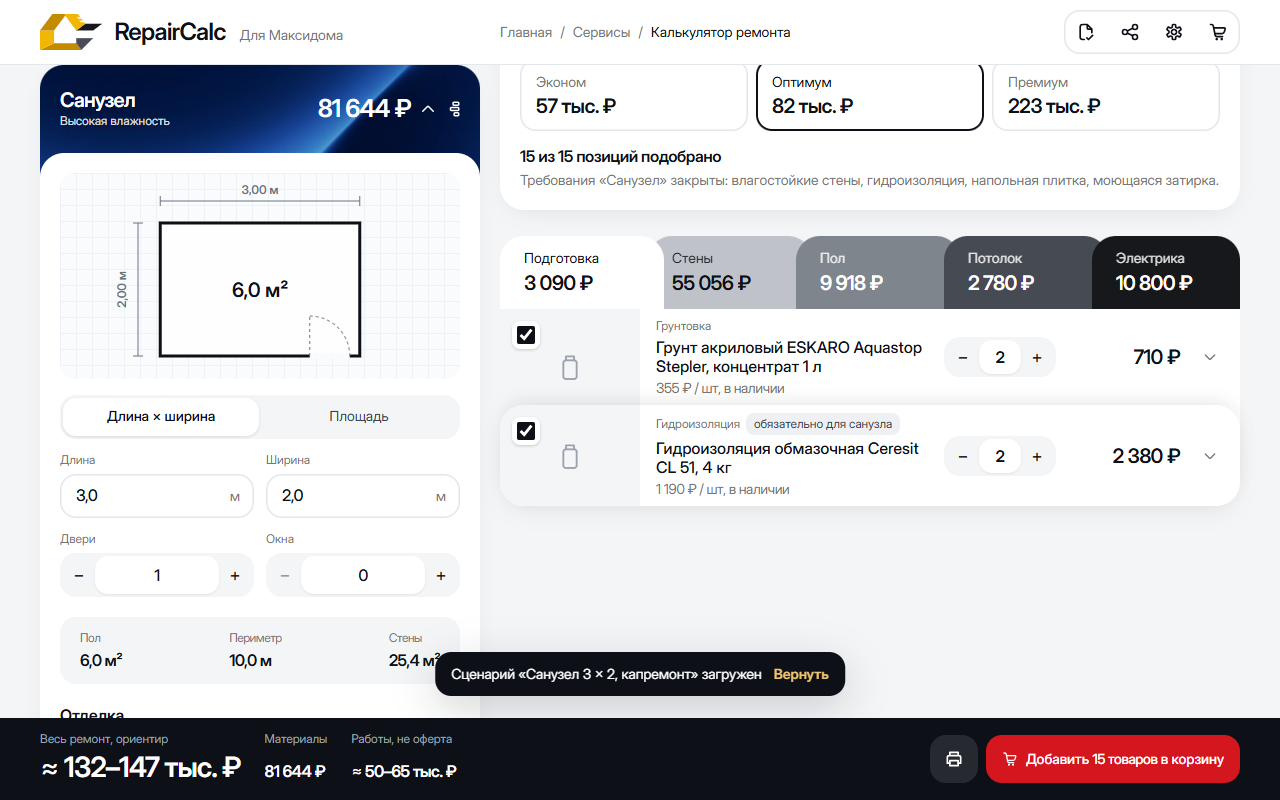 RepairCalc Для Максидома
Главная / Сервисы / Калькулятор ремонта
Санузел
Высокая влажность
81 644 ₽
3,00 м
2,00 м
6,0 м²
Длина × ширина
Площадь
Длина
Ширина
3,0 м
2,0 м
Двери
Окна
− 1 +
− 0 +
Пол
Периметр
Стены
6,0 м²
10,0 м
25,4 м²
Отделка
Эконом
57 тыс. ₽
Оптимум
82 тыс. ₽
Премиум
223 тыс. ₽
15 из 15 позиций подобрано
Требования «Санузел» закрыты: влагостойкие стены, гидроизоляция, напольная плитка, моющаяся затирка.
Подготовка
3 090 ₽
Стены
55 056 ₽
Пол
9 918 ₽
Потолок
2 780 ₽
Электрика
10 800 ₽
Грунтовка
Грунт акриловый ESKARO Aquastop
Stepler, концентрат 1 л
355 ₽ / шт, в наличии
− 2 +
710 ₽
Гидроизоляция обязательно для санузла
Гидроизоляция обмазочная Ceresit
CL 51, 4 кг
1 190 ₽ / шт, в наличии
− 2 +
2 380 ₽
Сценарий «Санузел 3 × 2, капремонт» загружен Вернуть
Весь ремонт, ориентир
≈ 132–147 тыс. ₽
Материалы
81 644 ₽
Работы, не оферта
≈ 50–65 тыс. ₽
Добавить 15 товаров в корзину